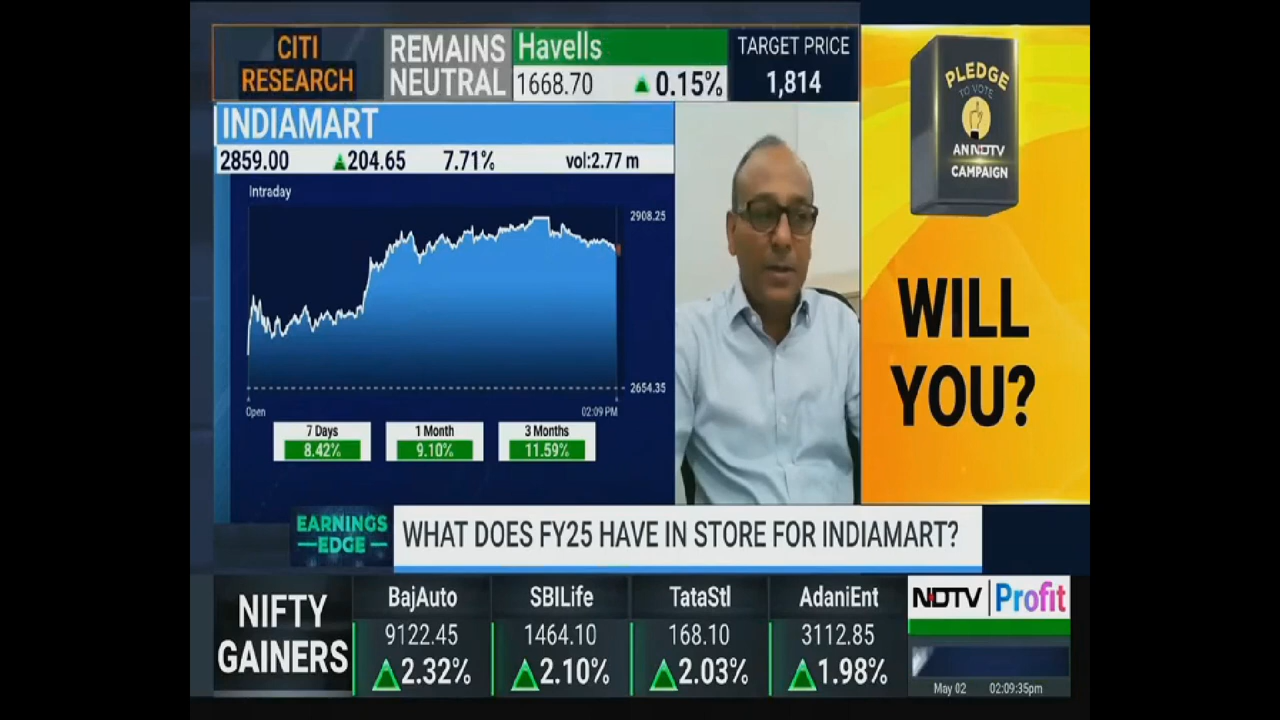 CITI
RESEARCH
REMAINS
NEUTRAL
Havells
1668.70 0.15%
TARGET PRICE
1,814
INDIAMART
2859.00 204.65 7.71% vol:2.77 m
Intraday
2908.25
2654.35
Open 02:09 PM
7 Days
8.42%
1 Month
9.10%
3 Months
11.59%
PLEDGE
TO VOTE
AN NDTV
CAMPAIGN
WILL
YOU?
EARNINGS
EDGE
WHAT DOES FY25 HAVE IN STORE FOR INDIAMART?
NIFTY
GAINERS
BajAuto
9122.45
2.32%
SBILife
1464.10
2.10%
TataStl
168.10
2.03%
AdaniEnt
3112.85
1.98%
NDTV Profit
May 02 02:09:35pm